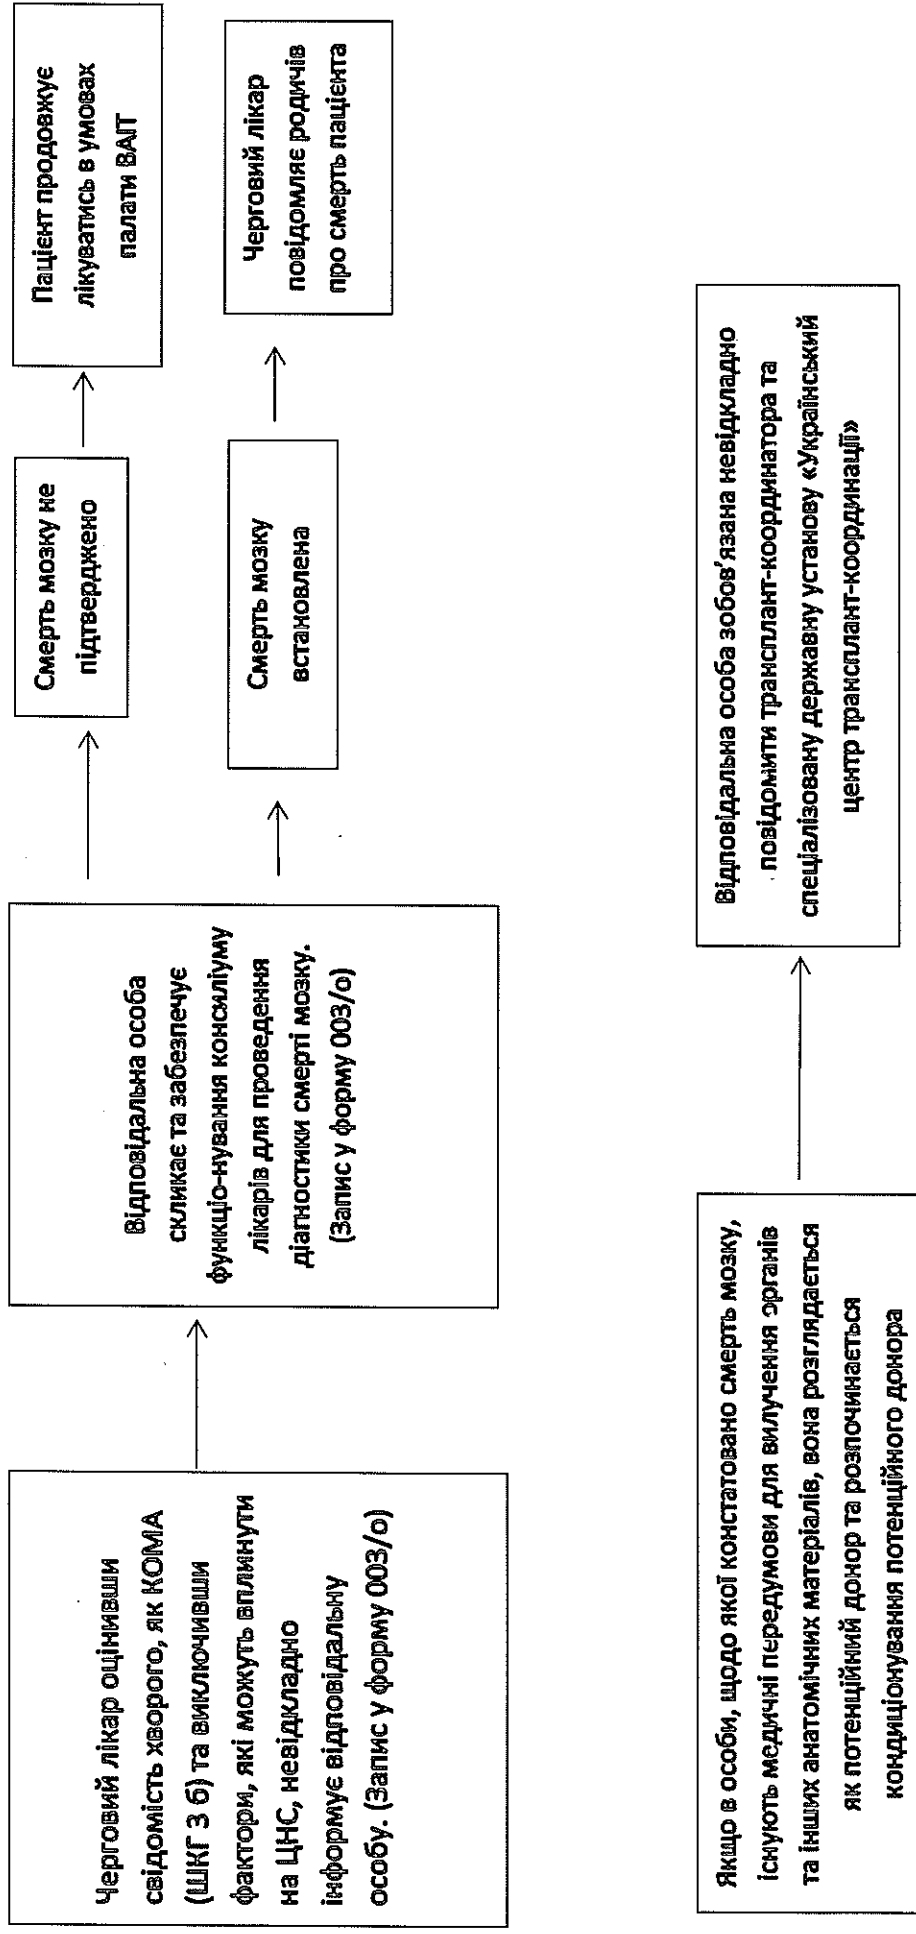 Черговий лікар оцінивши
свідомість хворого, як КОМА
(ШКГ 3 б) та виключивши
фактори, які можуть вплинути
на ЦНС, невідкладно
інформує відповідальну
особу. (Запис у форму 003/о)
Відповідальна особа
скликає та забезпечує
функціо-нування консиліуму
лікарів для проведення
діагностики смерті мозку.
(Запис у форму 003/о)
Смерть мозку не
підтверджено
Пацієнт продовжує
лікуватись в умовах
палати ВАІТ
Смерть мозку
встановлена
Черговий лікар
повідомляє родичів
про смерть пацієнта
Якщо в особи, щодо якої констатовано смерть мозку,
існують медичні передумови для вилучення органів
та інших анатомічних матеріалів, вона розглядається
як потенційний донор та розпочинається
кондиціонування потенційного донора
Відповідальна особа зобов'язана невідкладно
повідомити трансплант-координатора та
спеціалізовану державну установу «Український
центр трансплант-координації»